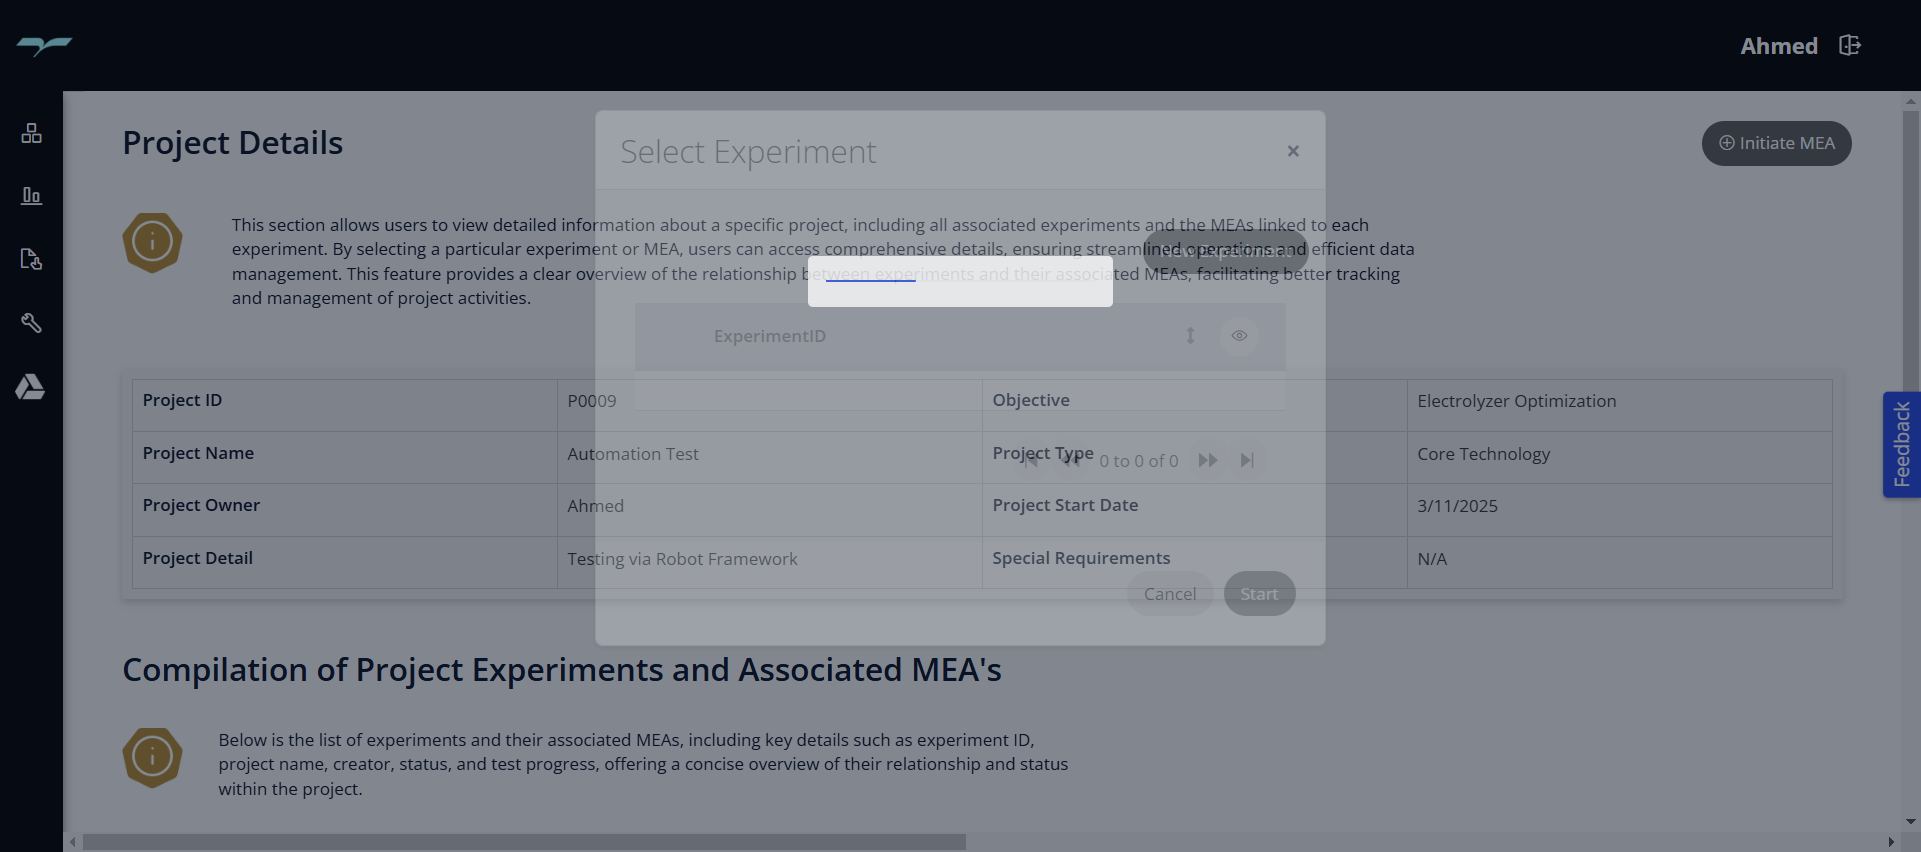 Ahmed
Project Details
Initiate MEA
Select Experiment
×
This section allows users to view detailed information about a specific project, including all associated experiments and the MEAs linked to each
experiment. By selecting a particular experiment or MEA, users can access comprehensive details, ensuring streamlined operations and efficient data
management. This feature provides a clear overview of the relationship between experiments and their associated MEAs, facilitating better tracking
and management of project activities.
New Experiment
ExperimentID
Project ID P0009 Objective Electrolyzer Optimization
Project Name Automation Test Project Type Core Technology
0 to 0 of 0
Project Owner Ahmed Project Start Date 3/11/2025
Project Detail Testing via Robot Framework Special Requirements N/A
Cancel Start
Feedback
Compilation of Project Experiments and Associated MEA's
Below is the list of experiments and their associated MEAs, including key details such as experiment ID,
project name, creator, status, and test progress, offering a concise overview of their relationship and status
within the project.